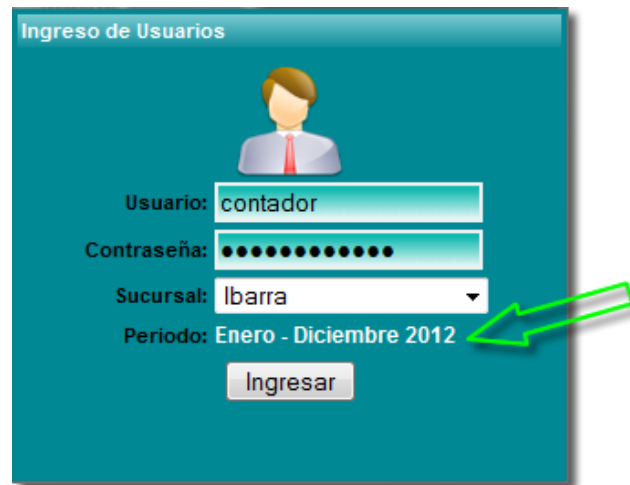 Ingreso de Usuarios
Usuario: contador
Contraseña: ●●●●●●●●●●●●
Sucursal: Ibarra
Periodo: Enero - Diciembre 2012
Ingresar